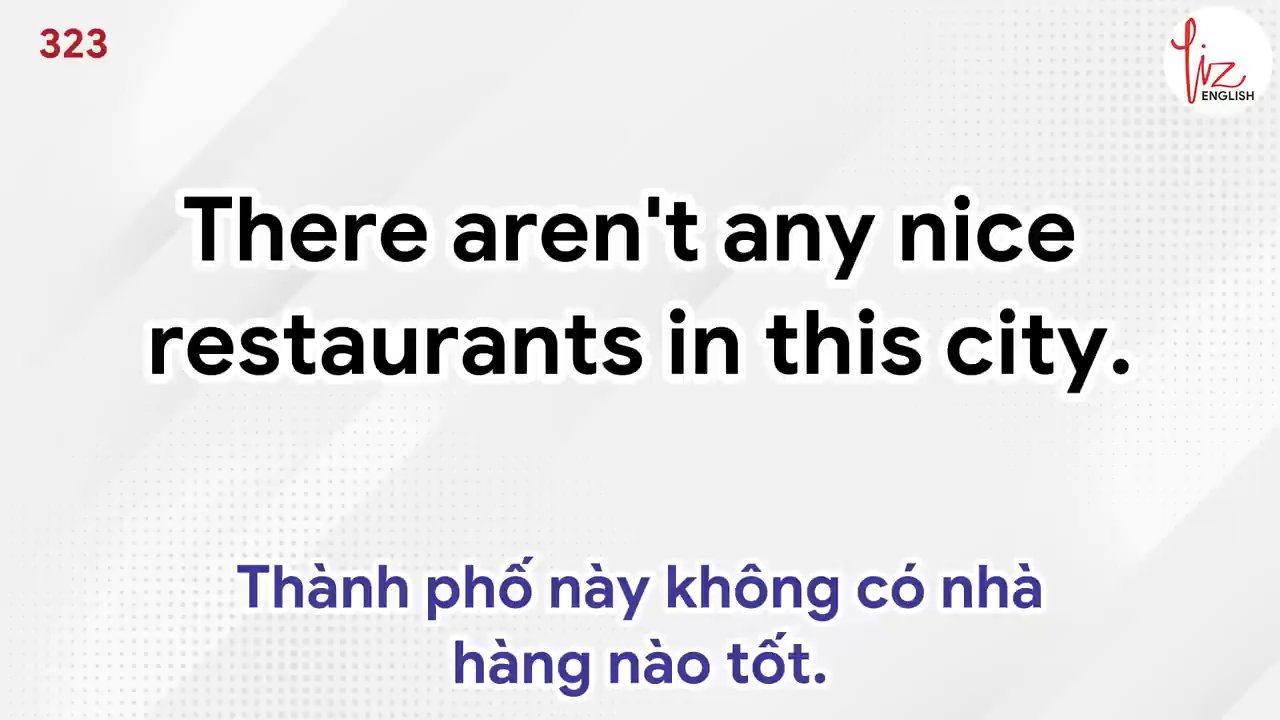 323
Liz
ENGLISH
There aren't any nice
restaurants in this city.
Thành phố này không có nhà
hàng nào tốt.